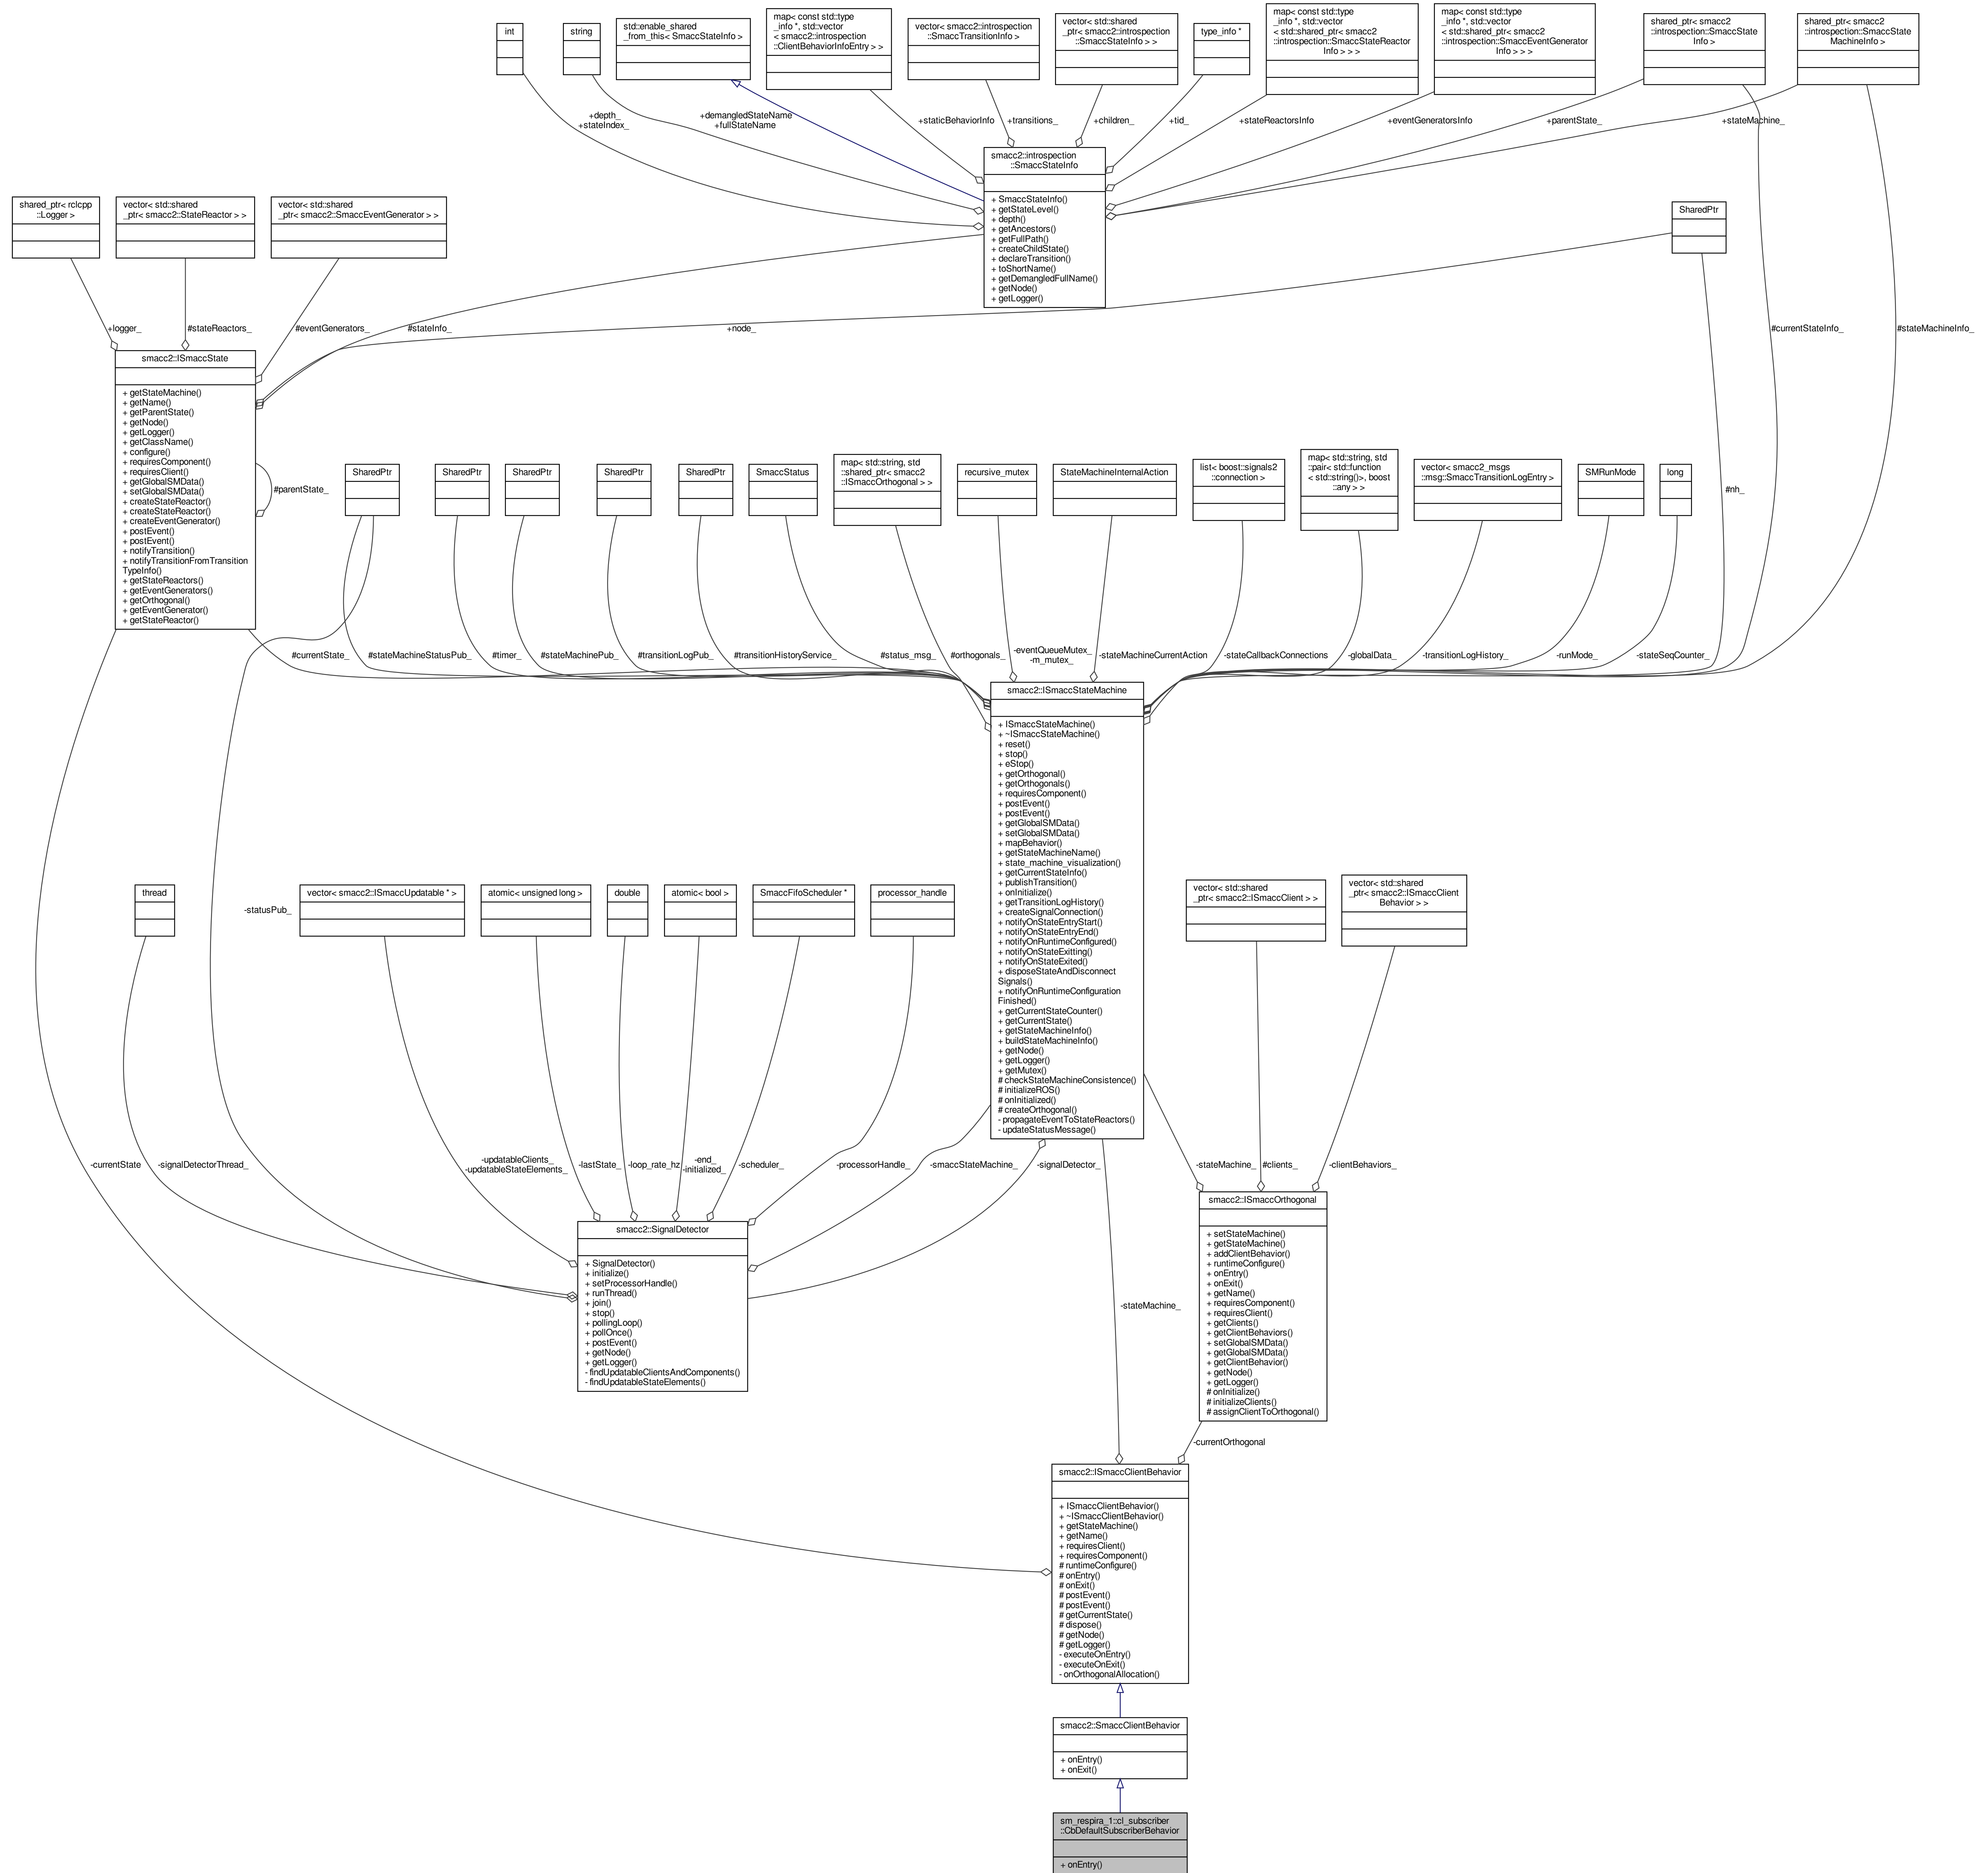 int
string
std::enable_shared
_from_this< SmaccStateInfo >
map< const std::type
_info *, std::vector
< smacc2::introspection
::ClientBehaviorInfoEntry > >
vector< smacc2::introspection
::SmaccTransitionInfo >
vector< std::shared
_ptr< smacc2::introspection
::SmaccStateInfo > >
type_info *
map< const std::type
_info *, std::vector
< std::shared_ptr< smacc2
::introspection::SmaccStateReactor
Info > > >
map< const std::type
_info *, std::vector
< std::shared_ptr< smacc2
::introspection::SmaccEventGenerator
Info > > >
shared_ptr< smacc2
::introspection::SmaccState
Info >
shared_ptr< smacc2
::introspection::SmaccState
MachineInfo >
+depth_
+stateIndex_
+demangledStateName
+fullStateName
+staticBehaviorInfo
+transitions_
+children_
+tid_
+stateReactorsInfo
+eventGeneratorsInfo
+parentState_
+stateMachine_
smacc2::introspection
::SmaccStateInfo
+ SmaccStateInfo()
+ getStateLevel()
+ depth()
+ getAncestors()
+ getFullPath()
+ createChildState()
+ declareTransition()
+ toShortName()
+ getDemangledFullName()
+ getNode()
+ getLogger()
shared_ptr< rclcpp
::Logger >
vector< std::shared
_ptr< smacc2::StateReactor > >
vector< std::shared
_ptr< smacc2::SmaccEventGenerator > >
SharedPtr
+logger_
#stateReactors_
#eventGenerators_
#stateInfo_
+node_
#currentStateInfo_
#stateMachineInfo_
smacc2::ISmaccState
+ getStateMachine()
+ getName()
+ getParentState()
+ getNode()
+ getLogger()
+ getClassName()
+ configure()
+ requiresComponent()
+ requiresClient()
+ getGlobalSMData()
+ setGlobalSMData()
+ createStateReactor()
+ createStateReactor()
+ createEventGenerator()
+ postEvent()
+ postEvent()
+ notifyTransition()
+ notifyTransitionFromTransition
TypeInfo()
+ getStateReactors()
+ getEventGenerators()
+ getOrthogonal()
+ getEventGenerator()
+ getStateReactor()
#parentState_
SharedPtr
SharedPtr
SharedPtr
SharedPtr
SharedPtr
SmaccStatus
map< std::string, std
::shared_ptr< smacc2
::ISmaccOrthogonal > >
recursive_mutex
StateMachineInternalAction
list< boost::signals2
::connection >
map< std::string, std
::pair< std::function
< std::string()>, boost
::any > >
vector< smacc2_msgs
::msg::SmaccTransitionLogEntry >
SMRunMode
long
#nh_
#currentState_
#stateMachineStatusPub_
#timer_
#stateMachinePub_
#transitionLogPub_
#transitionHistoryService_
#status_msg_
#orthogonals_
-eventQueueMutex_
-m_mutex_
-stateMachineCurrentAction
-stateCallbackConnections
-globalData_
-transitionLogHistory_
-runMode_
-stateSeqCounter_
smacc2::ISmaccStateMachine
+ ISmaccStateMachine()
+ ~ISmaccStateMachine()
+ reset()
+ stop()
+ eStop()
+ getOrthogonal()
+ getOrthogonals()
+ requiresComponent()
+ postEvent()
+ postEvent()
+ getGlobalSMData()
+ setGlobalSMData()
+ mapBehavior()
+ getStateMachineName()
+ state_machine_visualization()
+ getCurrentStateInfo()
+ publishTransition()
+ onInitialize()
+ getTransitionLogHistory()
+ createSignalConnection()
+ notifyOnStateEntryStart()
+ notifyOnStateEntryEnd()
+ notifyOnRuntimeConfigured()
+ notifyOnStateExitting()
+ notifyOnStateExited()
+ disposeStateAndDisconnect
Signals()
+ notifyOnRuntimeConfiguration
Finished()
+ getCurrentStateCounter()
+ getCurrentState()
+ getStateMachineInfo()
+ buildStateMachineInfo()
+ getNode()
+ getLogger()
+ getMutex()
# checkStateMachineConsistence()
# initializeROS()
# onInitialized()
# createOrthogonal()
- propagateEventToStateReactors()
- updateStatusMessage()
thread
-statusPub_
vector< smacc2::ISmaccUpdatable * >
atomic< unsigned long >
double
atomic< bool >
SmaccFifoScheduler *
processor_handle
vector< std::shared
_ptr< smacc2::ISmaccClient > >
vector< std::shared
_ptr< smacc2::ISmaccClient
Behavior > >
-currentState
-signalDetectorThread_
-updatableClients_
-updatableStateElements_
-lastState_
-loop_rate_hz
-end_
-initialized_
-scheduler_
-processorHandle_
-smaccStateMachine_
-signalDetector_
-stateMachine_
#clients_
-clientBehaviors_
smacc2::SignalDetector
+ SignalDetector()
+ initialize()
+ setProcessorHandle()
+ runThread()
+ join()
+ stop()
+ pollingLoop()
+ pollOnce()
+ postEvent()
+ getNode()
+ getLogger()
- findUpdatableClientsAndComponents()
- findUpdatableStateElements()
-stateMachine_
smacc2::ISmaccOrthogonal
+ setStateMachine()
+ getStateMachine()
+ addClientBehavior()
+ runtimeConfigure()
+ onEntry()
+ onExit()
+ getName()
+ requiresComponent()
+ requiresClient()
+ getClients()
+ getClientBehaviors()
+ setGlobalSMData()
+ getGlobalSMData()
+ getClientBehavior()
+ getNode()
+ getLogger()
# onInitialize()
# initializeClients()
# assignClientToOrthogonal()
-currentOrthogonal
smacc2::ISmaccClientBehavior
+ ISmaccClientBehavior()
+ ~ISmaccClientBehavior()
+ getStateMachine()
+ getName()
+ requiresClient()
+ requiresComponent()
# runtimeConfigure()
# onEntry()
# onExit()
# postEvent()
# postEvent()
# getCurrentState()
# dispose()
# getNode()
# getLogger()
- executeOnEntry()
- executeOnExit()
- onOrthogonalAllocation()
smacc2::SmaccClientBehavior
+ onEntry()
+ onExit()
sm_respira_1::cl_subscriber
::CbDefaultSubscriberBehavior
+ onEntry()